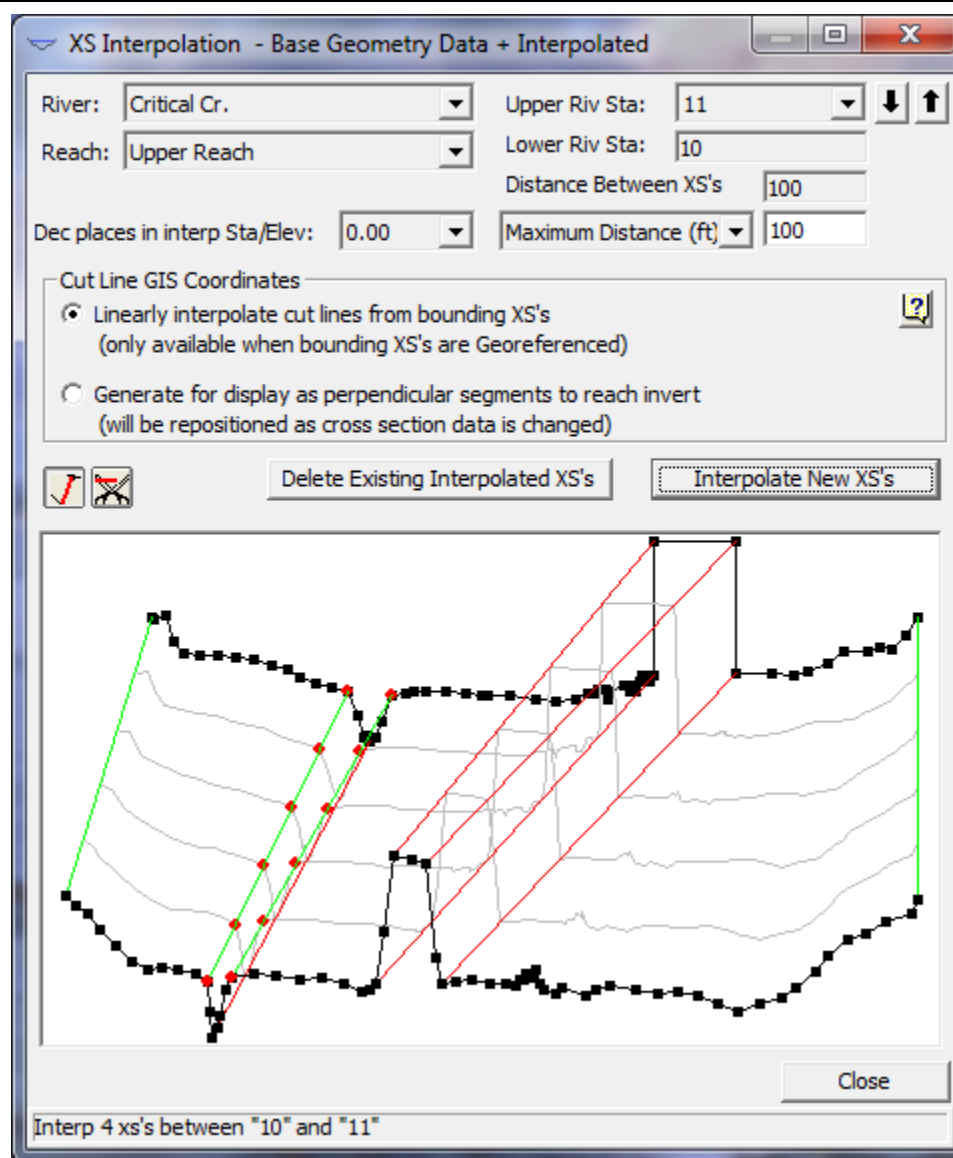 XS Interpolation - Base Geometry Data + Interpolated
River: Critical Cr.
Upper Riv Sta: 11
Reach: Upper Reach
Lower Riv Sta: 10
Distance Between XS's 100
Dec places in interp Sta/Elev: 0.00
Maximum Distance (ft) 100
Cut Line GIS Coordinates
Linearly interpolate cut lines from bounding XS's
(only available when bounding XS's are Georeferenced)
Generate for display as perpendicular segments to reach invert
(will be repositioned as cross section data is changed)
Delete Existing Interpolated XS's
Interpolate New XS's
Close
Interp 4 xs's between "10" and "11"